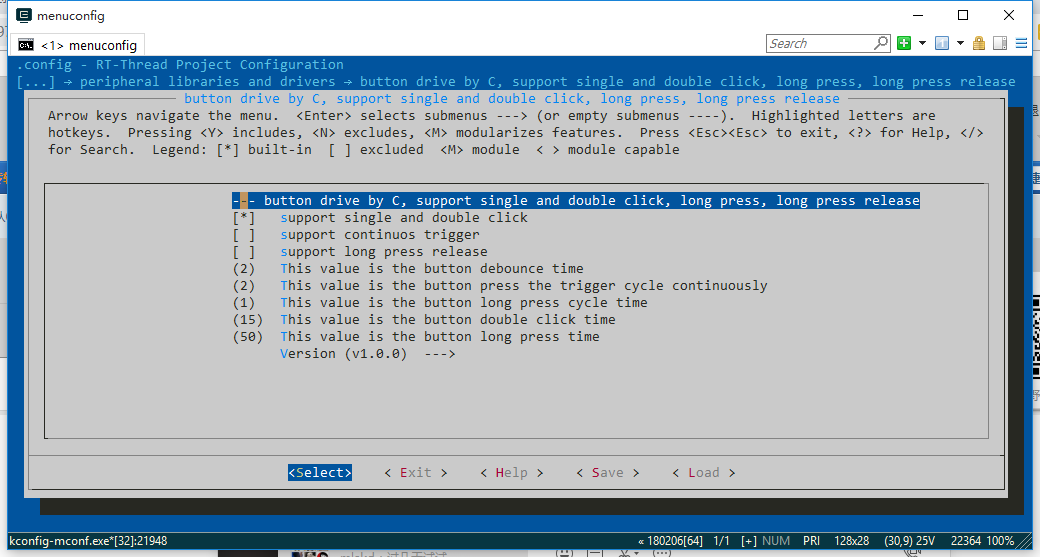 menuconfig
<1> menuconfig
Search
.config - RT-Thread Project Configuration
[...] → peripheral libraries and drivers → button drive by C, support single and double click, long press, long press release
button drive by C, support single and double click, long press, long press release
Arrow keys navigate the menu.  <Enter> selects submenus ---> (or empty submenus ----).  Highlighted letters are
hotkeys.  Pressing <Y> includes, <N> excludes, <M> modularizes features.  Press <Esc><Esc> to exit, <?> for Help, </>
for Search.  Legend: [*] built-in  [ ] excluded  <M> module  < > module capable
--- button drive by C, support single and double click, long press, long press release
[*]   support single and double click
[ ]   support continuos trigger
[ ]   support long press release
(2)   This value is the button debounce time
(2)   This value is the button press the trigger cycle continuously
(1)   This value is the button long press cycle time
(15)  This value is the button double click time
(50)  This value is the button long press time
Version (v1.0.0)  --->
<Select>    < Exit >    < Help >    < Save >    < Load >
kconfig-mconf.exe*[32]:21948    « 180206[64]  1/1  [+] NUM  PRI  128x28  (30,9) 25V  22364 100%